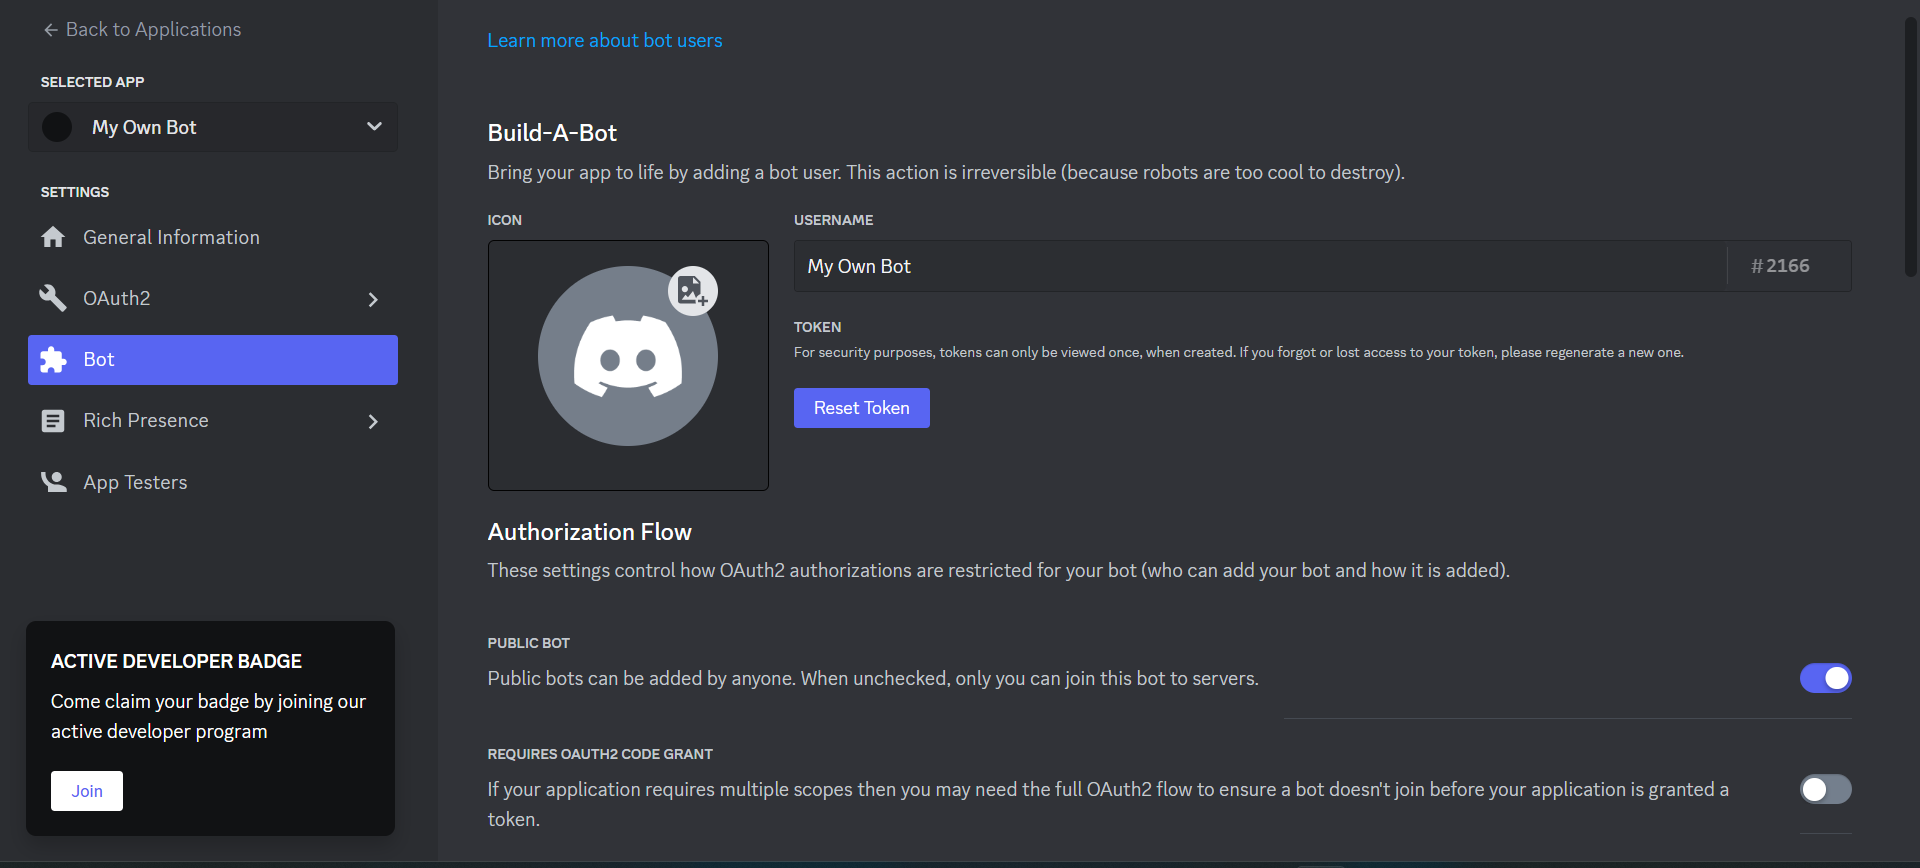 Back to Applications
SELECTED APP
My Own Bot
SETTINGS
General Information
OAuth2
Bot
Rich Presence
App Testers
ACTIVE DEVELOPER BADGE
Come claim your badge by joining our
active developer program
Join
Learn more about bot users
Build-A-Bot
Bring your app to life by adding a bot user. This action is irreversible (because robots are too cool to destroy).
ICON
USERNAME
My Own Bot #2166
TOKEN
For security purposes, tokens can only be viewed once, when created. If you forgot or lost access to your token, please regenerate a new one.
Reset Token
Authorization Flow
These settings control how OAuth2 authorizations are restricted for your bot (who can add your bot and how it is added).
PUBLIC BOT
Public bots can be added by anyone. When unchecked, only you can join this bot to servers.
REQUIRES OAUTH2 CODE GRANT
If your application requires multiple scopes then you may need the full OAuth2 flow to ensure a bot doesn't join before your application is granted a
token.